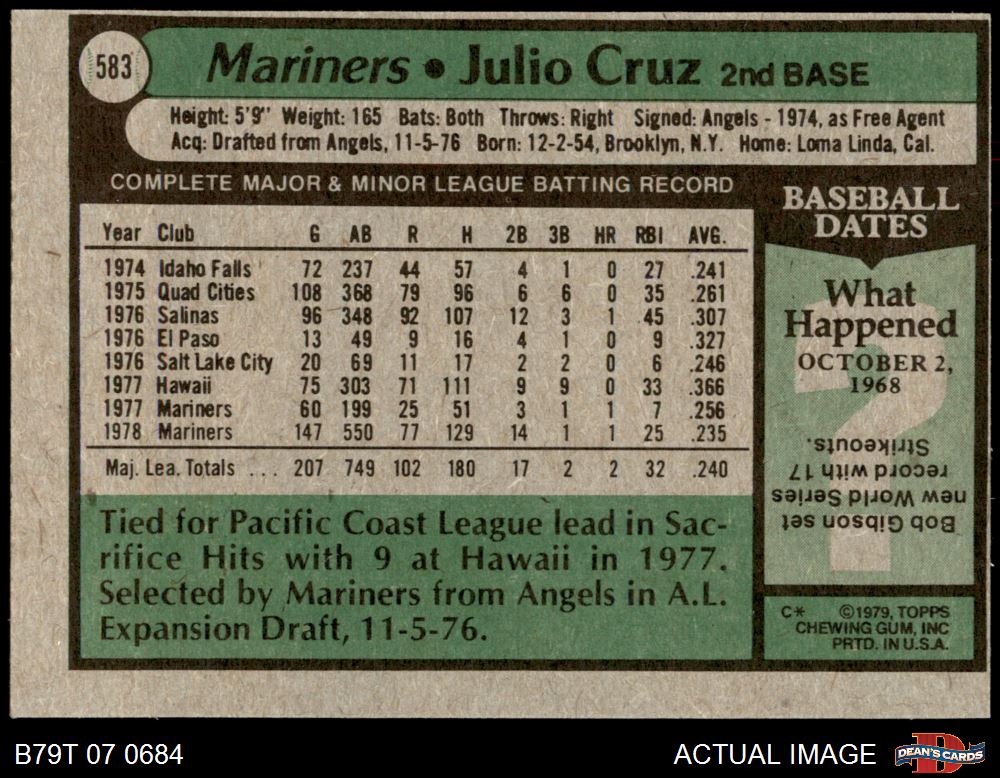 583
Mariners • Julio Cruz 2nd BASE
Height: 5'9" Weight: 165 Bats: Both Throws: Right Signed: Angels - 1974, as Free Agent
Acq: Drafted from Angels, 11-5-76 Born: 12-2-54, Brooklyn, N.Y. Home: Loma Linda, Cal.
COMPLETE MAJOR & MINOR LEAGUE BATTING RECORD
Year Club G AB R H 2B 3B HR RBI AVG.
1974 Idaho Falls 72 237 44 57 4 1 0 27 .241
1975 Quad Cities 108 368 79 96 6 6 0 35 .261
1976 Salinas 96 348 92 107 12 3 1 45 .307
1976 El Paso 13 49 9 16 4 1 0 9 .327
1976 Salt Lake City 20 69 11 17 2 2 0 6 .246
1977 Hawaii 75 303 71 111 9 9 0 33 .366
1977 Mariners 60 199 25 51 3 1 1 7 .256
1978 Mariners 147 550 77 129 14 1 1 25 .235
Maj. Lea. Totals ... 207 749 102 180 17 2 2 32 .240
Tied for Pacific Coast League lead in Sac-
rifice Hits with 9 at Hawaii in 1977.
Selected by Mariners from Angels in A.L.
Expansion Draft, 11-5-76.
BASEBALL
DATES
What
Happened
OCTOBER 2,
1968
?
Bob Gibson set
new World Series
record with 17
Strikeouts.
C* ©1979, TOPPS
CHEWING GUM, INC
PRTD. IN U.S.A.
B79T 07 0684
ACTUAL IMAGE
D
DEAN'S CARDS